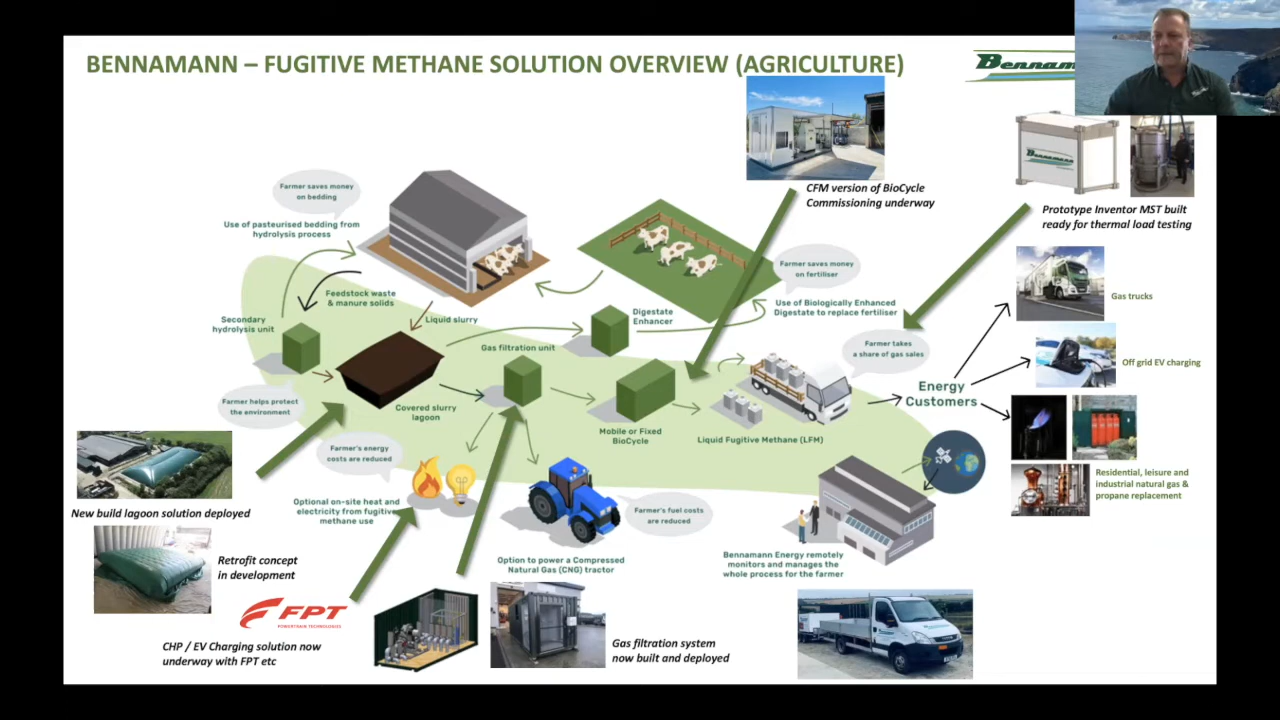 BENNAMANN – FUGITIVE METHANE SOLUTION OVERVIEW (AGRICULTURE)
Bennam
CFM version of BioCycle
Commissioning underway
Prototype Inventor MST built
ready for thermal load testing
Farmer saves money
on bedding
Use of pasteurised bedding from
hydrolysis process
Farmer saves money
on fertiliser
Gas trucks
Feedstock waste
& manure solids
Use of Biologically Enhanced
Digestate to replace fertiliser
Secondary
hydrolysis unit
Liquid slurry
Digestate
Enhancer
Gas filtration unit
Farmer takes
a share of gas sales
Off grid EV charging
Energy
Customers
Farmer helps protect
the environment
Covered slurry
lagoon
Mobile or Fixed
BioCycle
Liquid Fugitive Methane (LFM)
Farmer's energy
costs are reduced
Residential, leisure and
industrial natural gas &
propane replacement
New build lagoon solution deployed
Optional on-site heat and
electricity from fugitive
methane use
Farmer's fuel costs
are reduced
Retrofit concept
in development
Option to power a Compressed
Natural Gas (CNG) tractor
Bennamann Energy remotely
monitors and manages the
whole process for the farmer
FPT
POWERTRAIN TECHNOLOGIES
CHP / EV Charging solution now
underway with FPT etc
Gas filtration system
now built and deployed